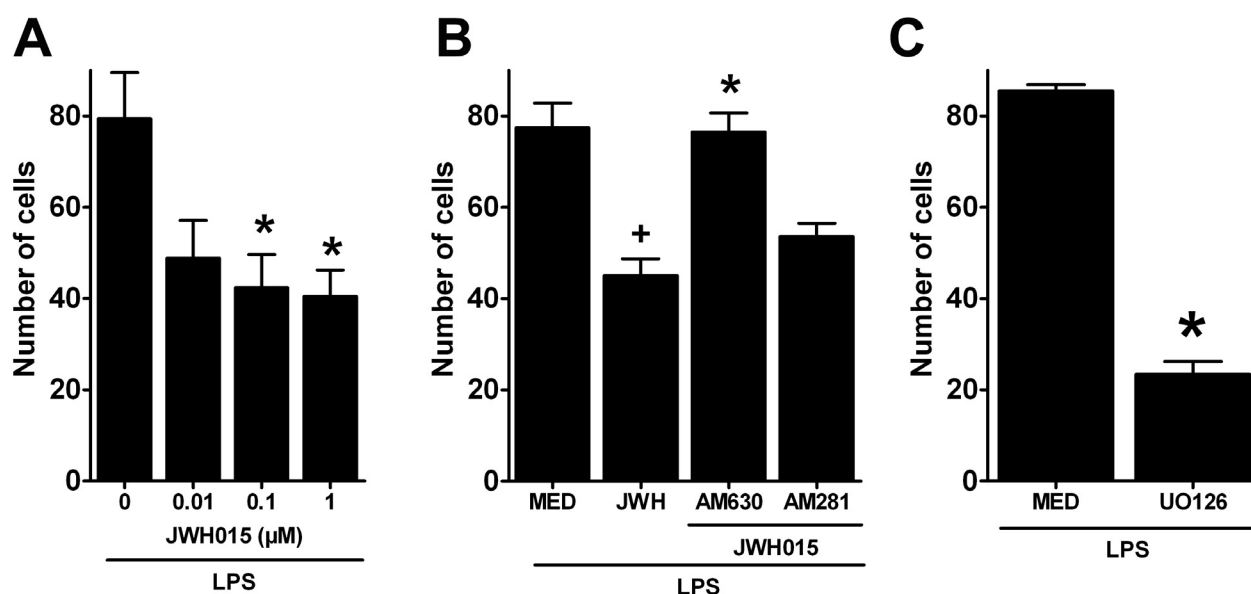 A
Number of cells
80
60
40
20
0
0 0.01 0.1 1
* *
JWH015 (µM)
LPS
B
Number of cells
80
60
40
20
0
+ *
MED JWH AM630 AM281
JWH015
LPS
C
Number of cells
80
60
40
20
0
*
MED UO126
LPS